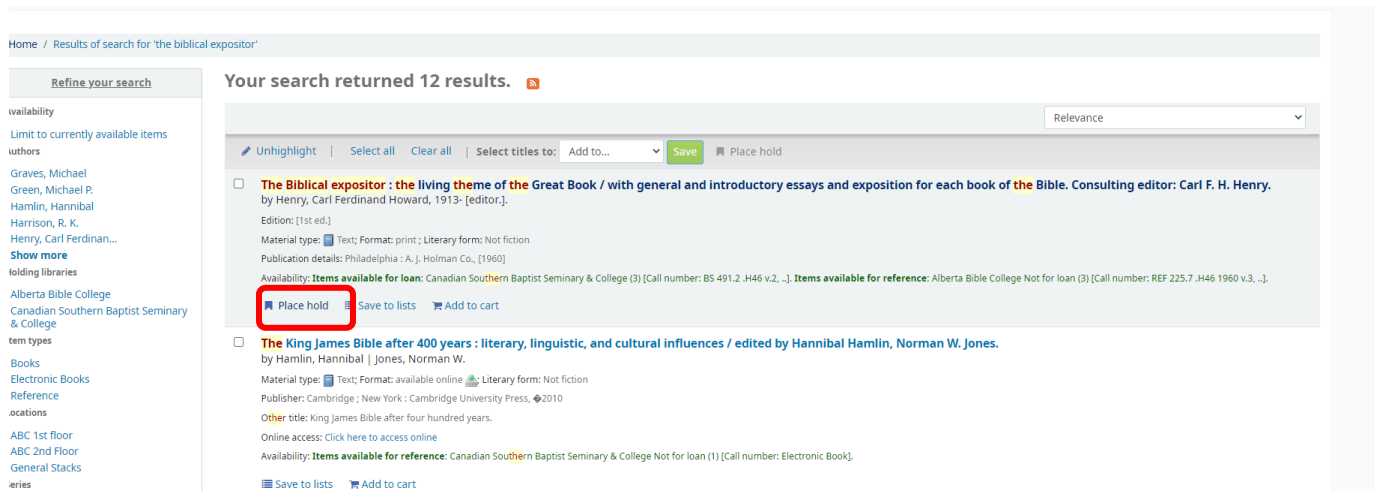 Home / Results of search for 'the biblical expositor'
Refine your search
Availability
Limit to currently available items
Authors
Graves, Michael
Green, Michael P.
Hamlin, Hannibal
Harrison, R. K.
Henry, Carl Ferdinan...
Show more
Holding libraries
Alberta Bible College
Canadian Southern Baptist Seminary
& College
Item types
Books
Electronic Books
Reference
Locations
ABC 1st floor
ABC 2nd Floor
General Stacks
Series
Your search returned 12 results.
Relevance
Unhighlight | Select all Clear all | Select titles to: Add to... Save Place hold
The Biblical expositor : the living theme of the Great Book / with general and introductory essays and exposition for each book of the Bible. Consulting editor: Carl F. H. Henry.
by Henry, Carl Ferdinand Howard, 1913- [editor.].
Edition: [1st ed.]
Material type: Text; Format: print ; Literary form: Not fiction
Publication details: Philadelphia : A. J. Holman Co., [1960]
Availability: Items available for loan: Canadian Southern Baptist Seminary & College (3) [Call number: BS 491.2 .H46 v.2, ..]. Items available for reference: Alberta Bible College Not for loan (3) [Call number: REF 225.7 .H46 1960 v.3, ..].
Place hold Save to lists Add to cart
The King James Bible after 400 years : literary, linguistic, and cultural influences / edited by Hannibal Hamlin, Norman W. Jones.
by Hamlin, Hannibal | Jones, Norman W.
Material type: Text; Format: available online ; Literary form: Not fiction
Publisher: Cambridge ; New York : Cambridge University Press, �2010
Other title: King James Bible after four hundred years.
Online access: Click here to access online
Availability: Items available for reference: Canadian Southern Baptist Seminary & College Not for loan (1) [Call number: Electronic Book].
Save to lists Add to cart